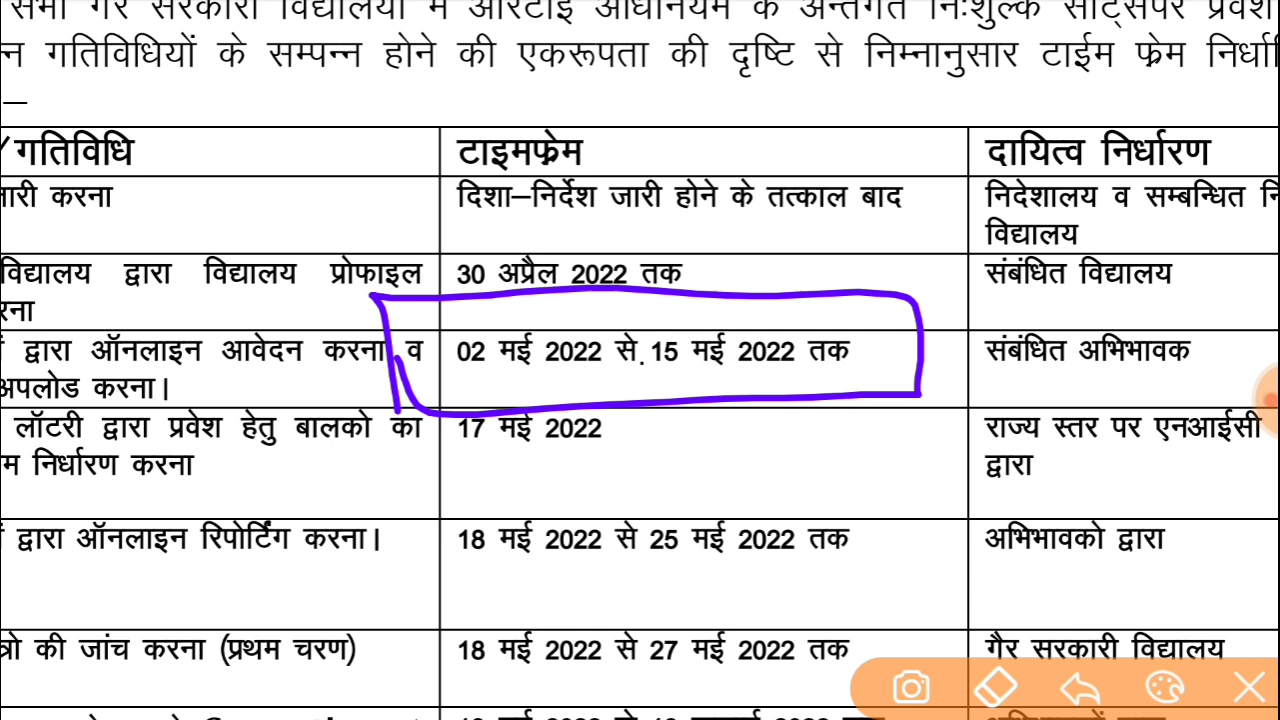 सभी गैर सरकारी विद्यालयों में आरटीई अधिनियम के अन्तर्गत निःशुल्क सीट्सपर प्रवेश
न गतिविधियों के सम्पन्न होने की एकरूपता की दृष्टि से निम्नानुसार टाईम फ्रेम निर्धा
–
/गतिविधि टाइमफ्रेम दायित्व निर्धारण
जारी करना दिशा–निर्देश जारी होने के तत्काल बाद निदेशालय व सम्बन्धित
विद्यालय
विद्यालय द्वारा विद्यालय प्रोफाइल 30 अप्रैल 2022 तक संबंधित विद्यालय
रना
द्वारा ऑनलाइन आवेदन करना व 02 मई 2022 से 15 मई 2022 तक संबंधित अभिभावक
अपलोड करना।
लॉटरी द्वारा प्रवेश हेतु बालको का 17 मई 2022 राज्य स्तर पर एनआईसी
म निर्धारण करना द्वारा
द्वारा ऑनलाइन रिपोर्टिंग करना। 18 मई 2022 से 25 मई 2022 तक अभिभावको द्वारा
त्रो की जांच करना (प्रथम चरण) 18 मई 2022 से 27 मई 2022 तक गैर सरकारी विद्यालय